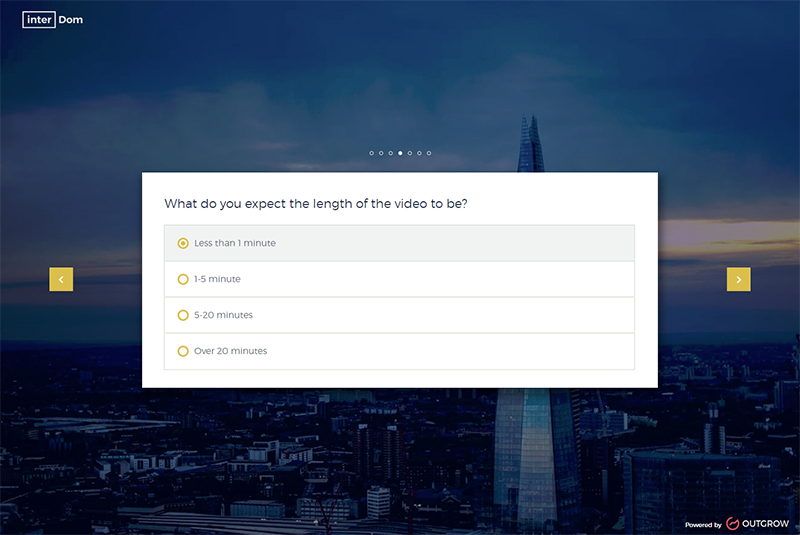 inter Dom
What do you expect the length of the video to be?
Less than 1 minute
1-5 minute
5-20 minutes
Over 20 minutes
Powered by OUTGROW